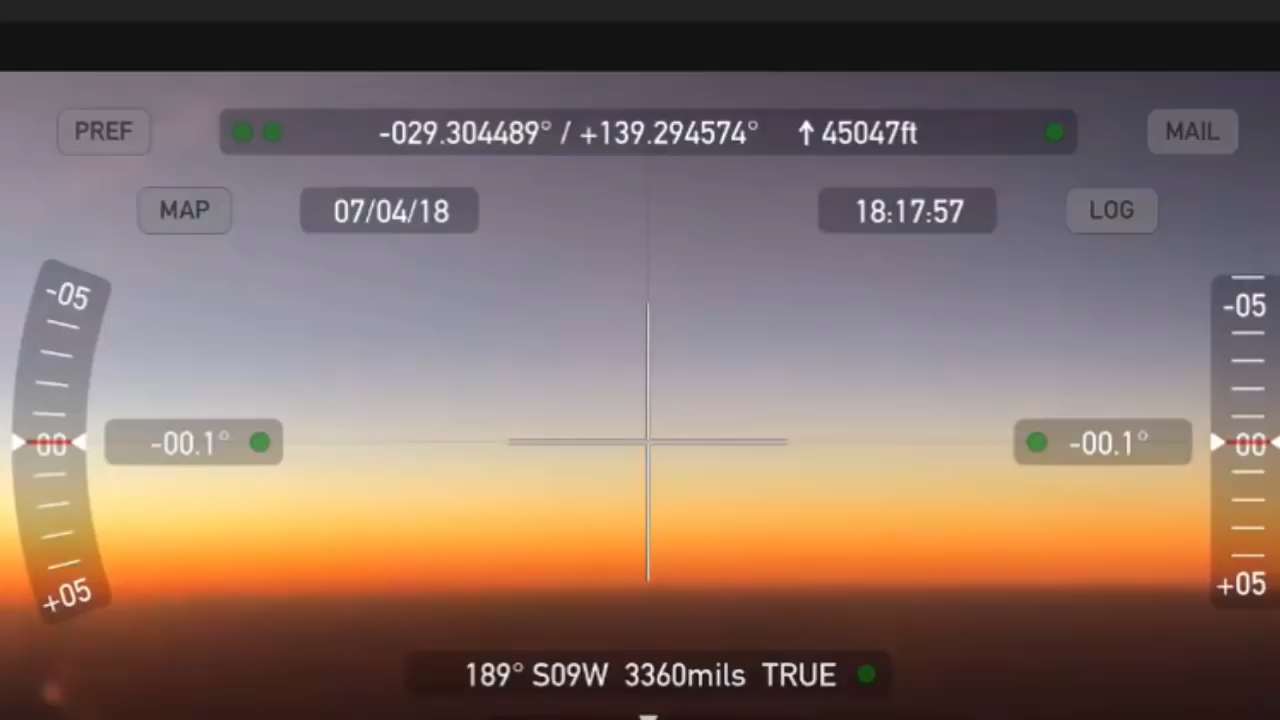 PREF -029.304489° / +139.294574° ↑ 45047ft MAIL
MAP 07/04/18 18:17:57 LOG
-05 -05
00 -00.1° -00.1° 00
+05 +05
189° S09W 3360mils TRUE